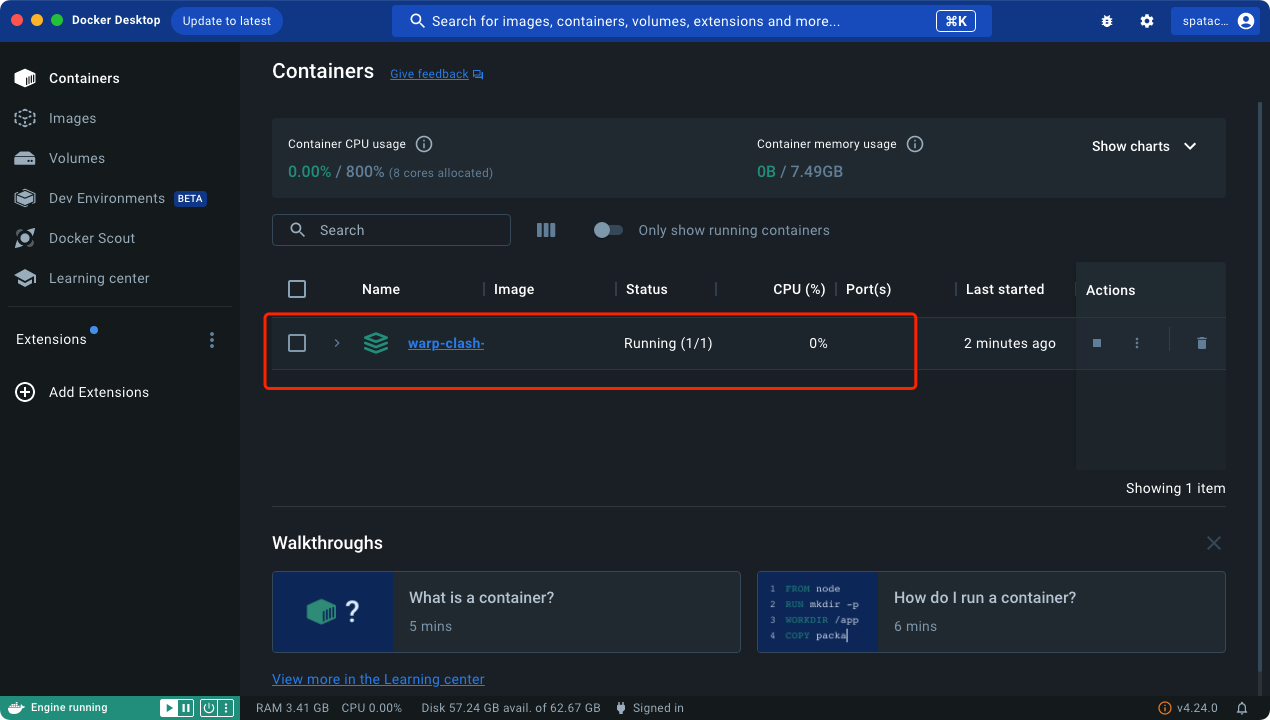 Docker Desktop
Update to latest
Search for images, containers, volumes, extensions and more...
⌘K
spatac...
Containers
Images
Volumes
Dev Environments BETA
Docker Scout
Learning center
Extensions
Add Extensions
Containers
Give feedback
Container CPU usage
0.00% / 800% (8 cores allocated)
Container memory usage
0B / 7.49GB
Show charts
Search
Only show running containers
Name Image Status CPU (%) Port(s) Last started Actions
warp-clash- Running (1/1) 0% 2 minutes ago
Showing 1 item
Walkthroughs
?
What is a container?
5 mins
1 FROM node
2 RUN mkdir -p
3 WORKDIR /app
4 COPY packa
How do I run a container?
6 mins
View more in the Learning center
Engine running
RAM 3.41 GB CPU 0.00% Disk 57.24 GB avail. of 62.67 GB Signed in
v4.24.0